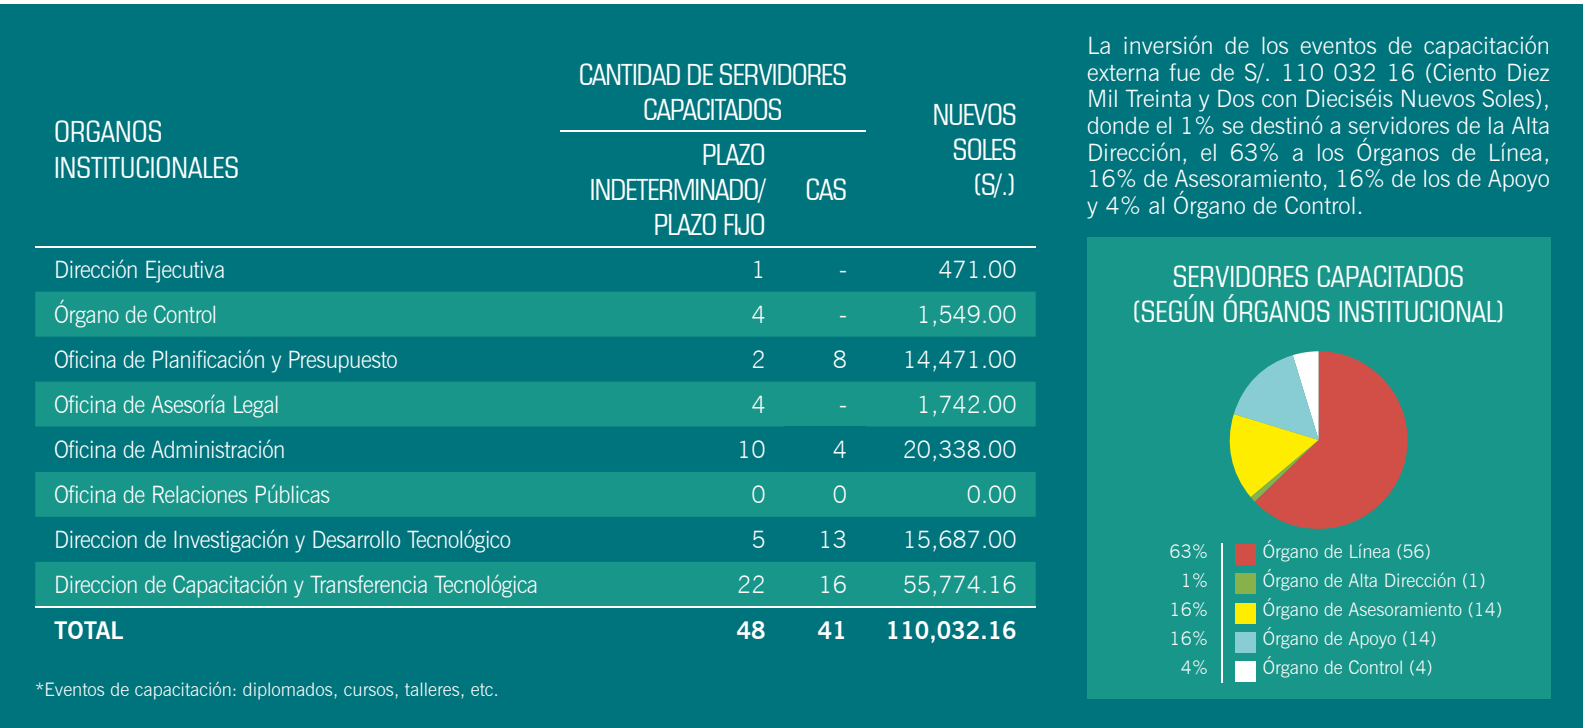 ORGANOS
INSTITUCIONALES
CANTIDAD DE SERVIDORES
CAPACITADOS
PLAZO
INDETERMINADO/
PLAZO FIJO
CAS
NUEVOS
SOLES
(S/.)
Dirección Ejecutiva 1 - 471.00
Órgano de Control 4 - 1,549.00
Oficina de Planificación y Presupuesto 2 8 14,471.00
Oficina de Asesoría Legal 4 - 1,742.00
Oficina de Administración 10 4 20,338.00
Oficina de Relaciones Públicas 0 0 0.00
Direccion de Investigación y Desarrollo Tecnológico 5 13 15,687.00
Direccion de Capacitación y Transferencia Tecnológica 22 16 55,774.16
TOTAL 48 41 110,032.16
*Eventos de capacitación: diplomados, cursos, talleres, etc.
La inversión de los eventos de capacitación
externa fue de S/. 110 032 16 (Ciento Diez
Mil Treinta y Dos con Dieciséis Nuevos Soles),
donde el 1% se destinó a servidores de la Alta
Dirección, el 63% a los Órganos de Línea,
16% de Asesoramiento, 16% de los de Apoyo
y 4% al Órgano de Control.
SERVIDORES CAPACITADOS
(SEGÚN ÓRGANOS INSTITUCIONAL)
63% Órgano de Línea (56)
1% Órgano de Alta Dirección (1)
16% Órgano de Asesoramiento (14)
16% Órgano de Apoyo (14)
4% Órgano de Control (4)